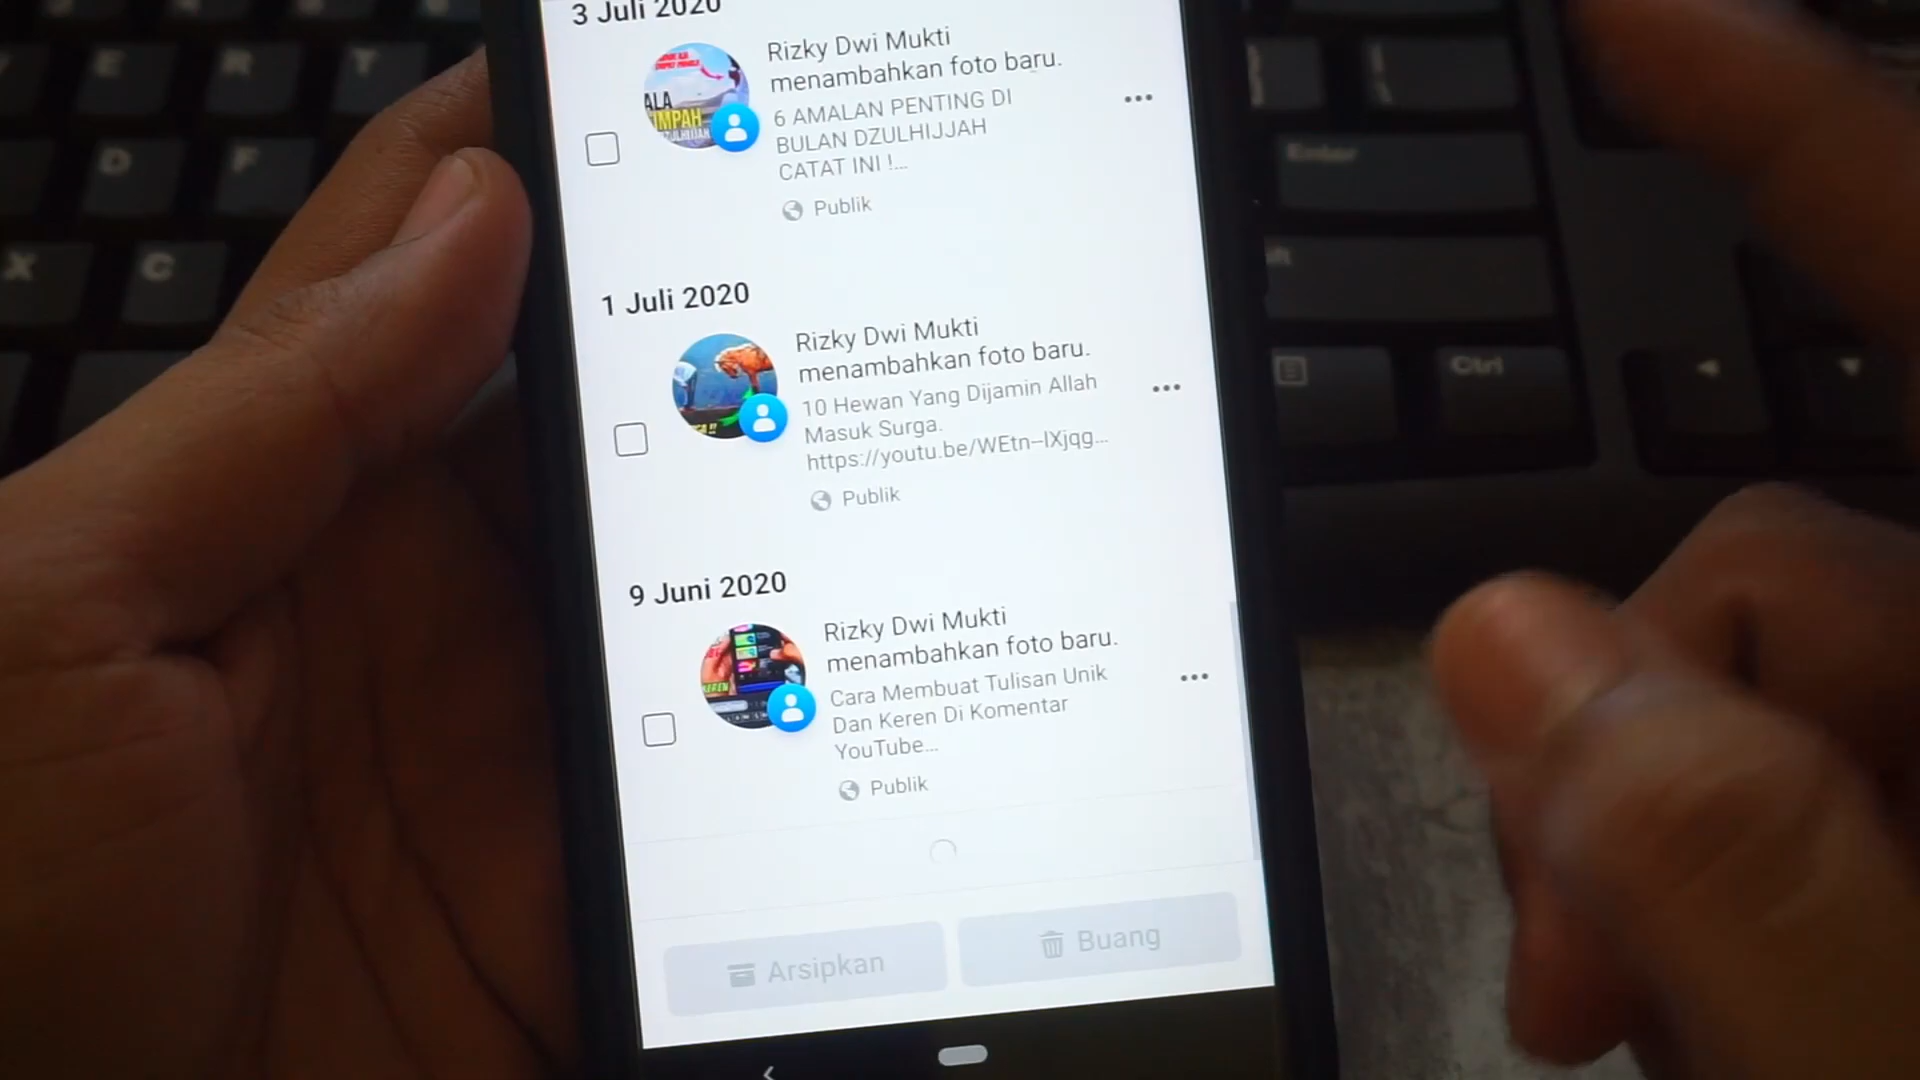 3 Juli 2020
Rizky Dwi Mukti
menambahkan foto baru.
6 AMALAN PENTING DI
BULAN DZULHIJJAH
CATAT INI !...
Publik
1 Juli 2020
Rizky Dwi Mukti
menambahkan foto baru.
10 Hewan Yang Dijamin Allah
Masuk Surga.
https://youtu.be/WEtn–IXjqg...
Publik
9 Juni 2020
Rizky Dwi Mukti
menambahkan foto baru.
Cara Membuat Tulisan Unik
Dan Keren Di Komentar
YouTube...
Publik
Arsipkan
Buang
E
R
T
D
F
X
C
Enter
Ctrl